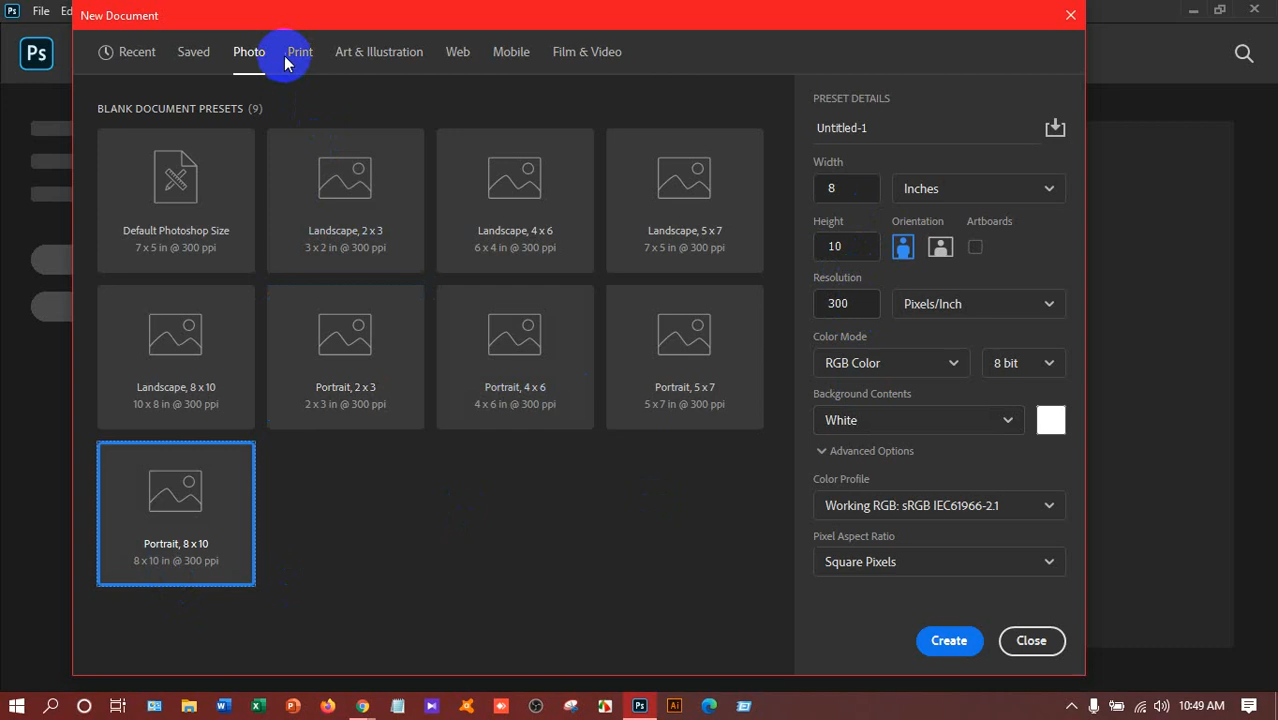 Ps File Ed
New Document
Ps
Recent Saved Photo Print Art & Illustration Web Mobile Film & Video
BLANK DOCUMENT PRESETS (9)
Default Photoshop Size
7 x 5 in @ 300 ppi
Landscape, 2 x 3
3 x 2 in @ 300 ppi
Landscape, 4 x 6
6 x 4 in @ 300 ppi
Landscape, 5 x 7
7 x 5 in @ 300 ppi
Landscape, 8 x 10
10 x 8 in @ 300 ppi
Portrait, 2 x 3
2 x 3 in @ 300 ppi
Portrait, 4 x 6
4 x 6 in @ 300 ppi
Portrait, 5 x 7
5 x 7 in @ 300 ppi
Portrait, 8 x 10
8 x 10 in @ 300 ppi
PRESET DETAILS
Untitled-1
Width
8 Inches
Height Orientation Artboards
10
Resolution
300 Pixels/Inch
Color Mode
RGB Color 8 bit
Background Contents
White
Advanced Options
Color Profile
Working RGB: sRGB IEC61966-2.1
Pixel Aspect Ratio
Square Pixels
Create Close
Ps Ai
10:49 AM